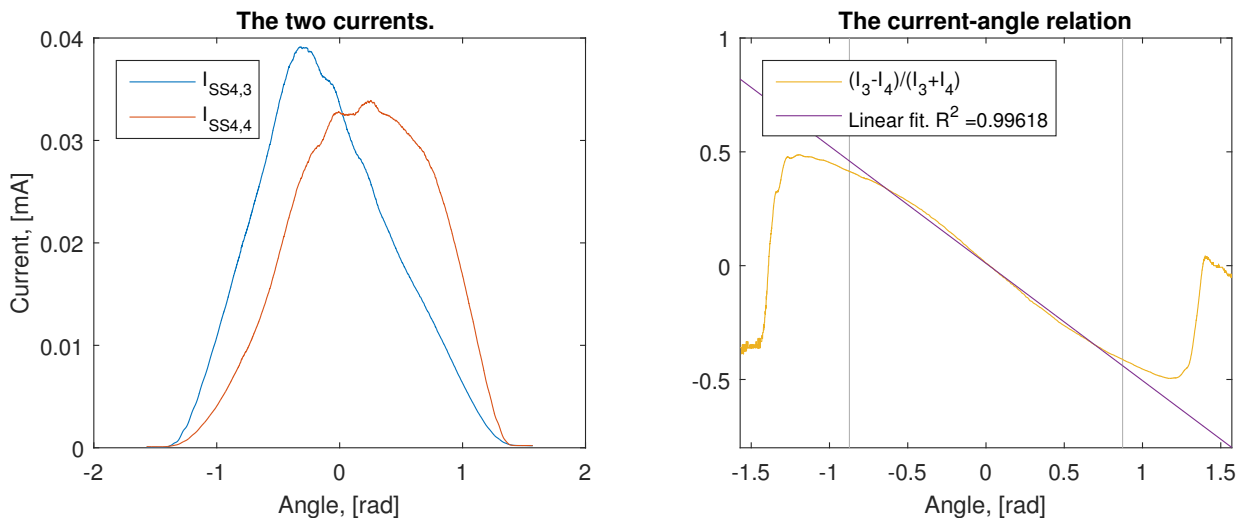 The two currents.
0.04
0.03
0.02
0.01
0
Current, [mA]
I_SS4,3
I_SS4,4
-2
-1
0
1
2
Angle, [rad]
The current-angle relation
1
0.5
0
-0.5
(I_3-I_4)/(I_3+I_4)
Linear fit. R^2 =0.99618
-1.5
-1
-0.5
0
0.5
1
1.5
Angle, [rad]